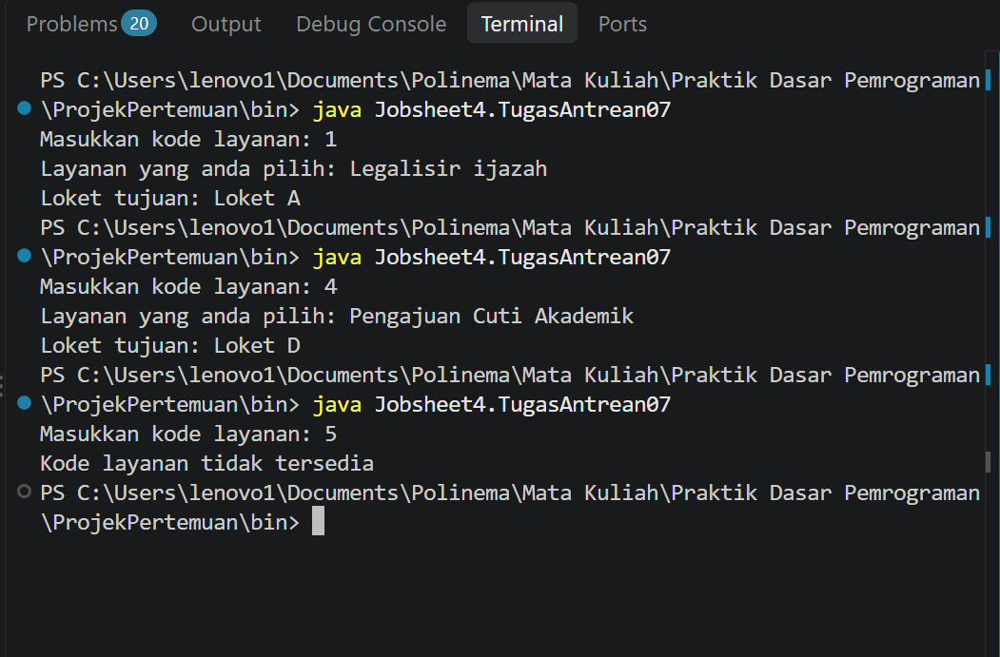 Problems 20 Output Debug Console Terminal Ports
PS C:\Users\lenovo1\Documents\Polinema\Mata Kuliah\Praktik Dasar Pemrograman
\ProjekPertemuan\bin> java Jobsheet4.TugasAntrean07
Masukkan kode layanan: 1
Layanan yang anda pilih: Legalisir ijazah
Loket tujuan: Loket A
PS C:\Users\lenovo1\Documents\Polinema\Mata Kuliah\Praktik Dasar Pemrograman
\ProjekPertemuan\bin> java Jobsheet4.TugasAntrean07
Masukkan kode layanan: 4
Layanan yang anda pilih: Pengajuan Cuti Akademik
Loket tujuan: Loket D
PS C:\Users\lenovo1\Documents\Polinema\Mata Kuliah\Praktik Dasar Pemrograman
\ProjekPertemuan\bin> java Jobsheet4.TugasAntrean07
Masukkan kode layanan: 5
Kode layanan tidak tersedia
PS C:\Users\lenovo1\Documents\Polinema\Mata Kuliah\Praktik Dasar Pemrograman
\ProjekPertemuan\bin>